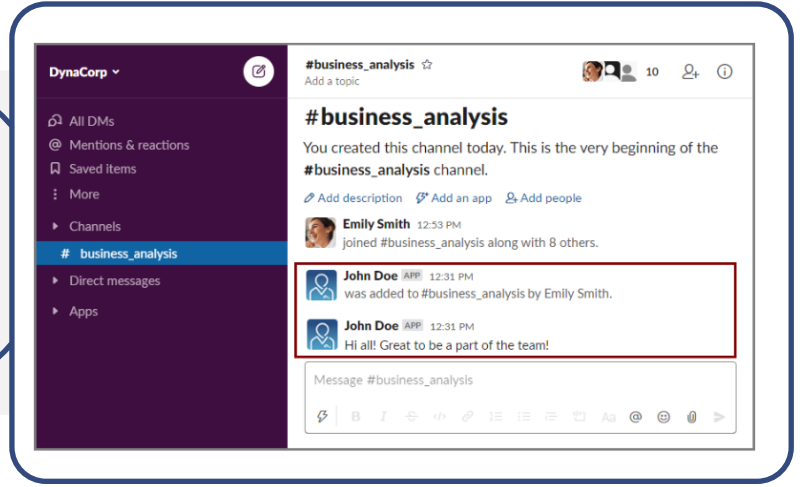 DynaCorp
All DMs
Mentions & reactions
Saved items
More
Channels
# business_analysis
Direct messages
Apps
#business_analysis
Add a topic
10
#business_analysis
You created this channel today. This is the very beginning of the
#business_analysis channel.
Add description Add an app Add people
Emily Smith 12:53 PM
joined #business_analysis along with 8 others.
John Doe APP 12:31 PM
was added to #business_analysis by Emily Smith.
John Doe APP 12:31 PM
Hi all! Great to be a part of the team!
Message #business_analysis
B I S </> Aa @